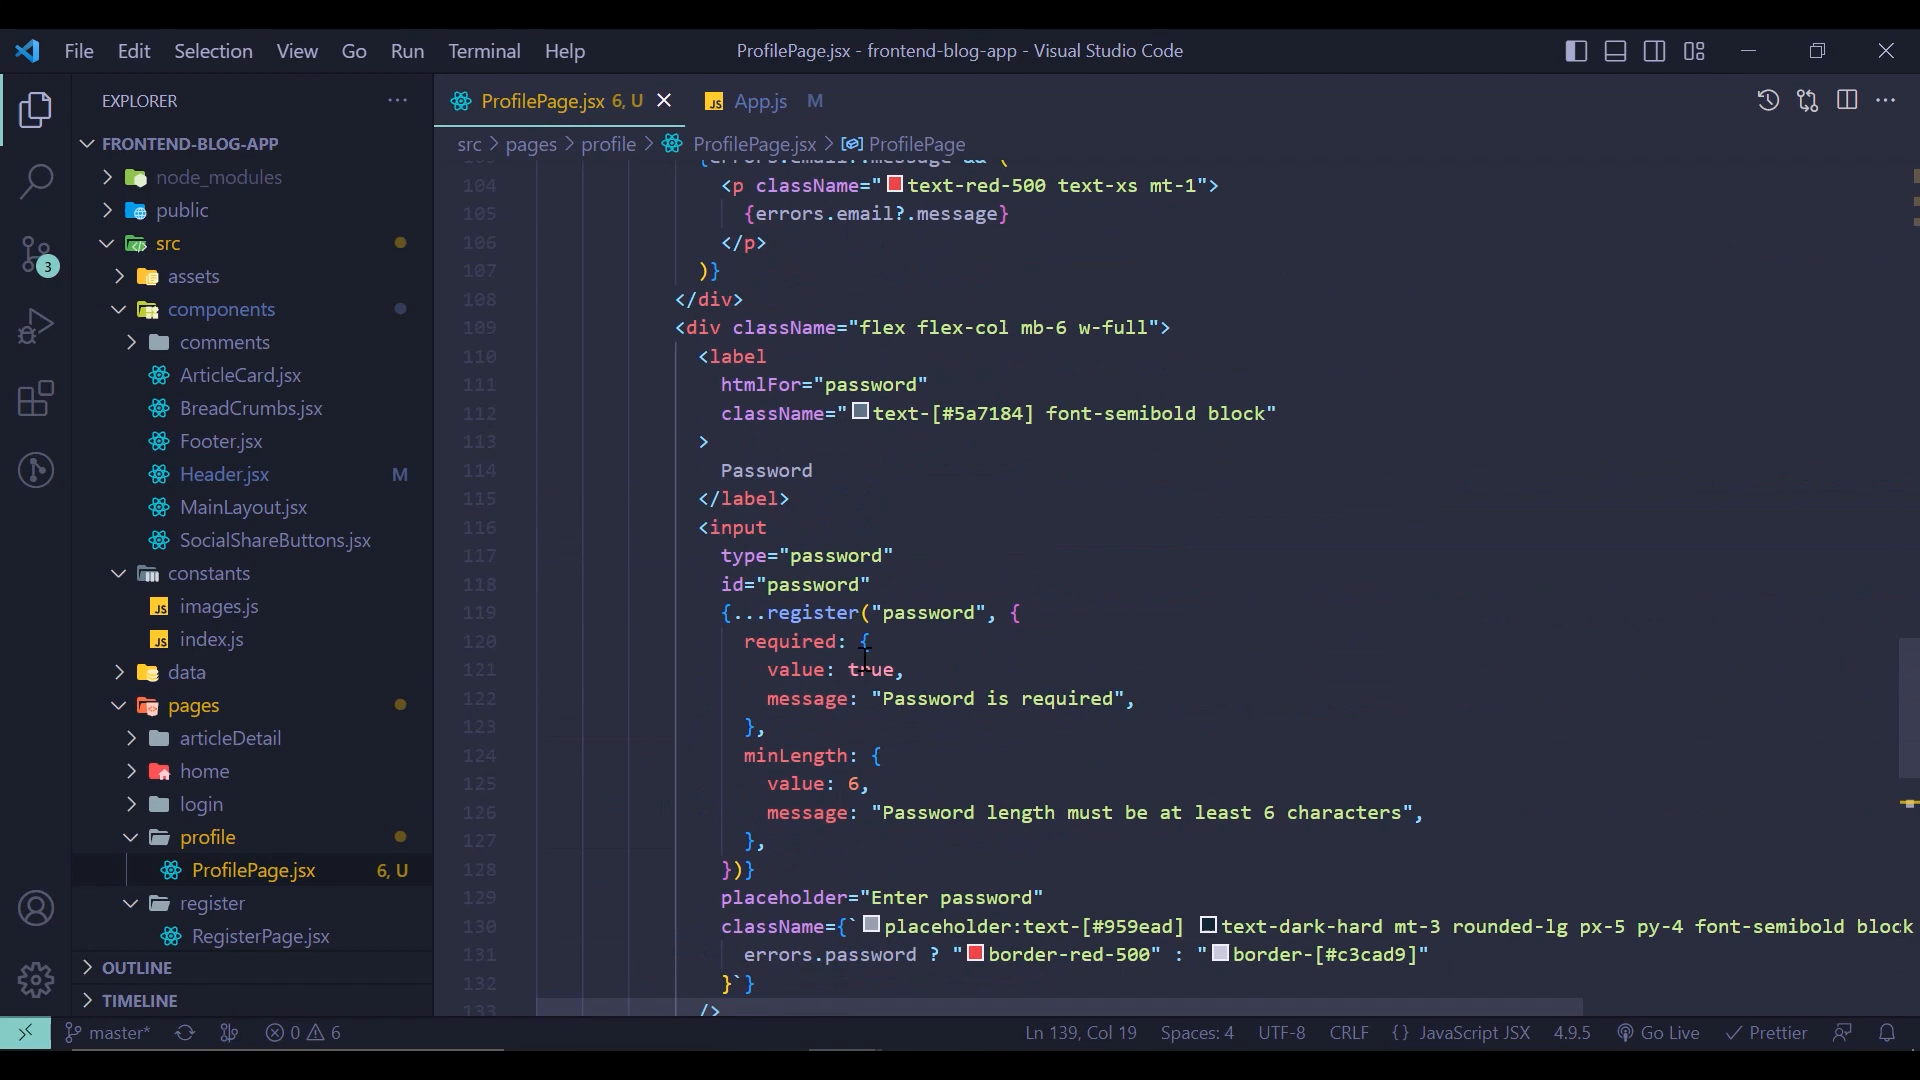 File Edit Selection View Go Run Terminal Help
ProfilePage.jsx - frontend-blog-app - Visual Studio Code
EXPLORER
FRONTEND-BLOG-APP
node_modules
public
src
assets
components
comments
ArticleCard.jsx
BreadCrumbs.jsx
Footer.jsx
Header.jsx M
MainLayout.jsx
SocialShareButtons.jsx
constants
JS images.js
JS index.js
data
pages
articleDetail
home
login
profile
ProfilePage.jsx 6, U
register
RegisterPage.jsx
OUTLINE
TIMELINE
3
ProfilePage.jsx 6, U
JS App.js M
src > pages > profile > ProfilePage.jsx > ProfilePage
103 {errors.email?.message && (
104 <p className="text-red-500 text-xs mt-1">
105 {errors.email?.message}
106 </p>
107 )}
108 </div>
109 <div className="flex flex-col mb-6 w-full">
110 <label
111 htmlFor="password"
112 className="text-[#5a7184] font-semibold block"
113 >
114 Password
115 </label>
116 <input
117 type="password"
118 id="password"
119 {...register("password", {
120 required: {
121 value: true,
122 message: "Password is required",
123 },
124 minLength: {
125 value: 6,
126 message: "Password length must be at least 6 characters",
127 },
128 })}
129 placeholder="Enter password"
130 className={`placeholder:text-[#959ead] text-dark-hard mt-3 rounded-lg px-5 py-4 font-semibold block
131 errors.password ? "border-red-500" : "border-[#c3cad9]"
132 }`}
133 />
master* 0 6 Ln 139, Col 19 Spaces: 4 UTF-8 CRLF {} JavaScript JSX 4.9.5 Go Live Prettier